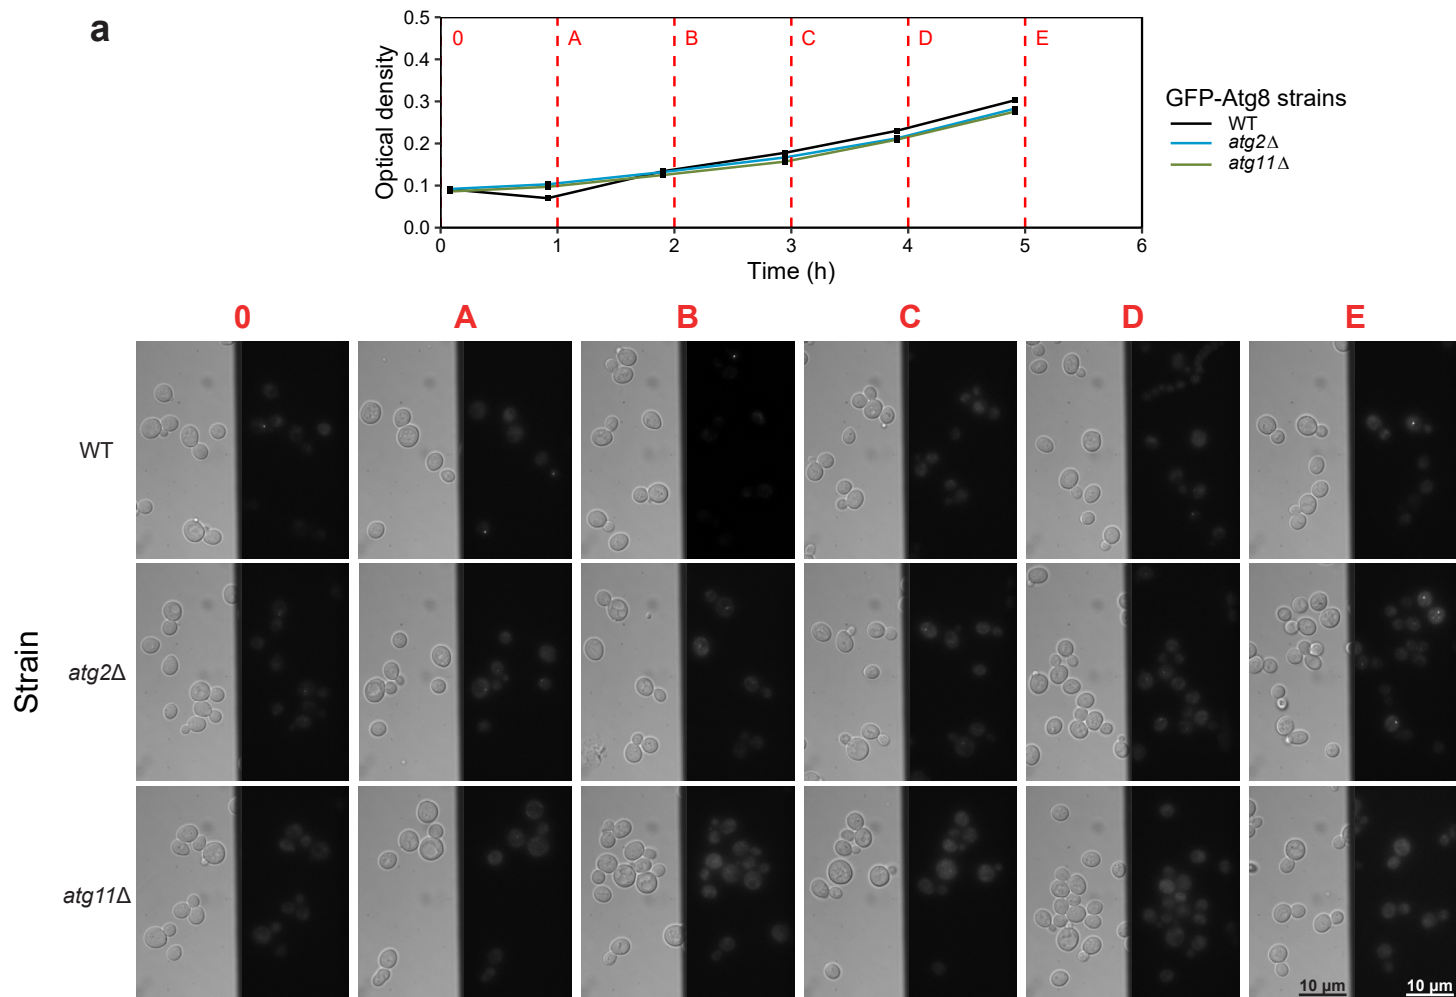 a
0.5
0.4
0.3
0.2
0.1
0.0
Optical density
0 A B C D E
0 1 2 3 4 5 6
Time (h)
GFP-Atg8 strains
WT
atg2Δ
atg11Δ
0 A B C D E
Strain
WT
atg2Δ
atg11Δ
10 µm 10 µm